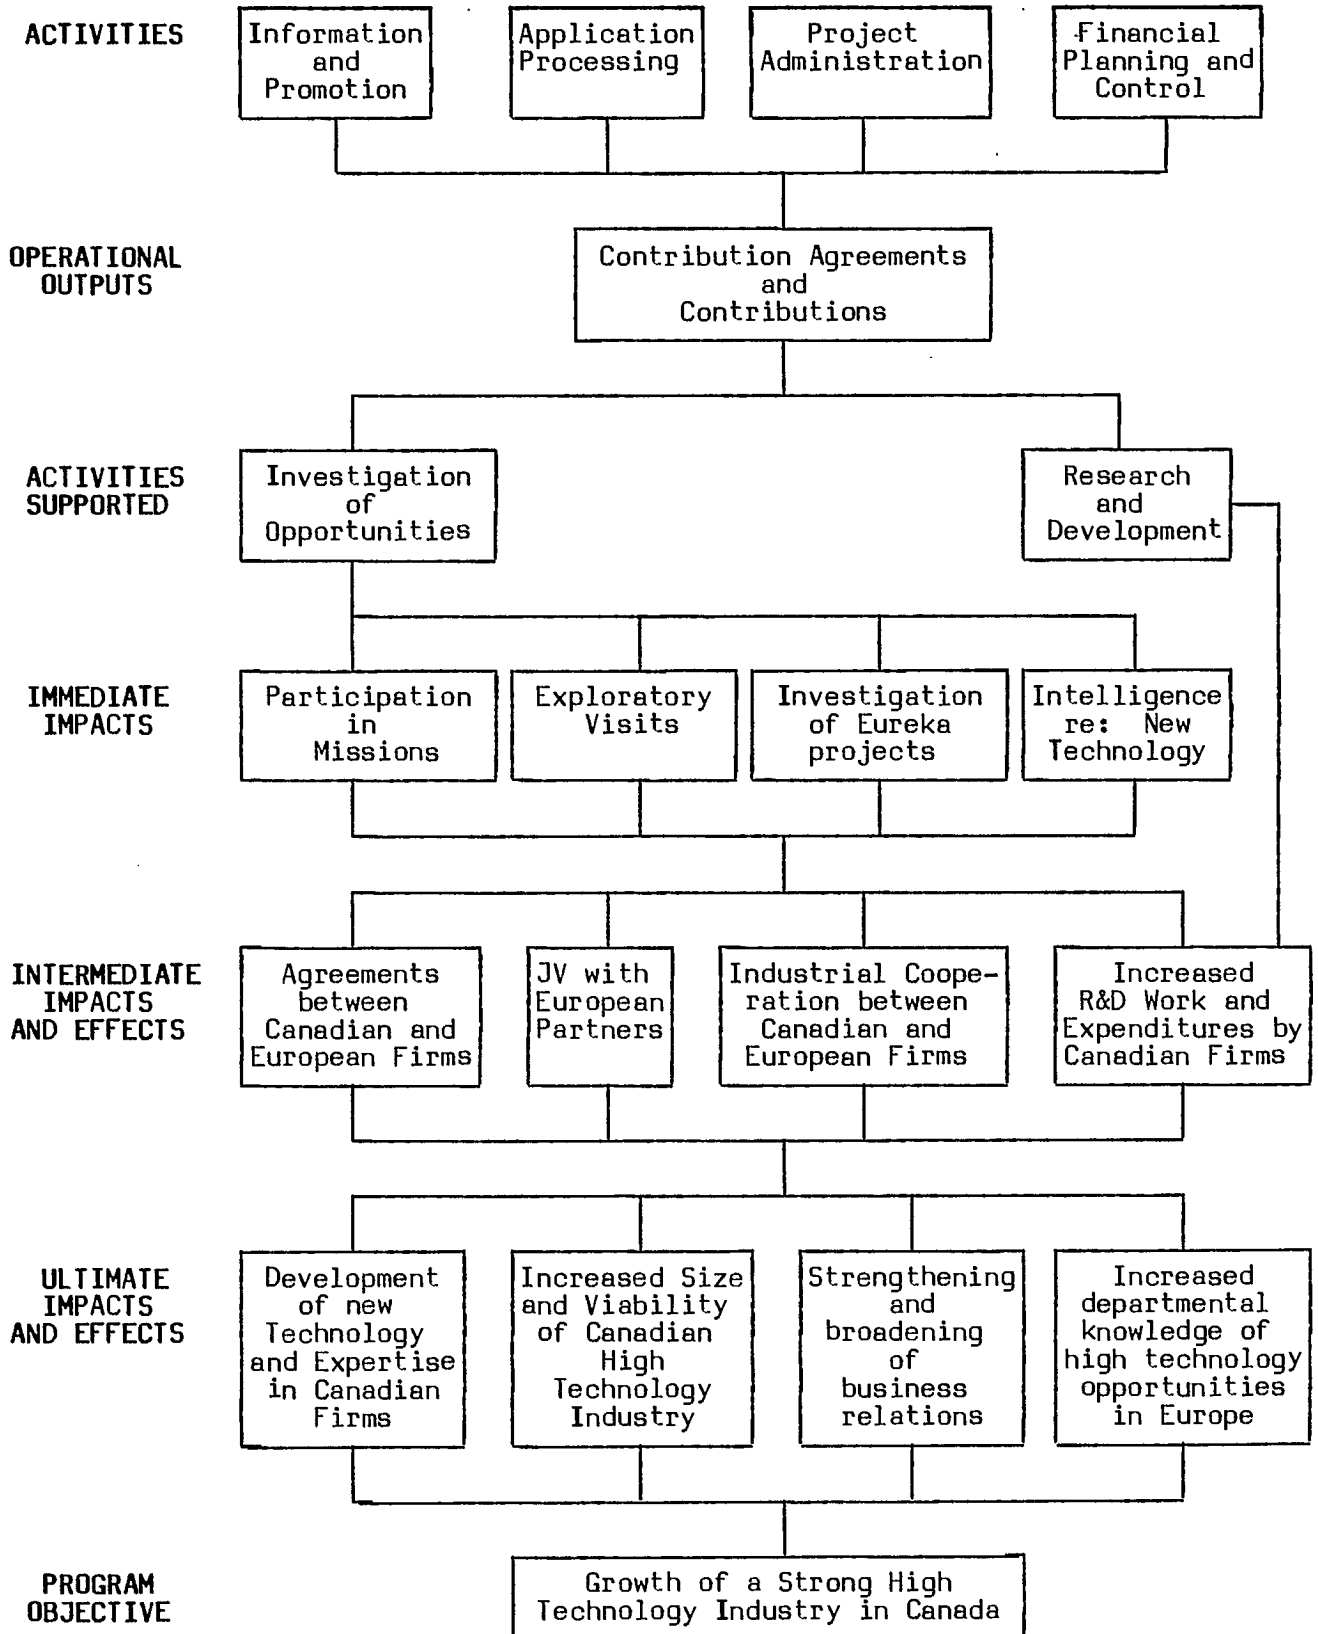 ACTIVITIES
Information
and
Promotion
Application
Processing
Project
Administration
Financial
Planning and
Control
OPERATIONAL
OUTPUTS
Contribution Agreements
and
Contributions
ACTIVITIES
SUPPORTED
Investigation
of
Opportunities
Research
and
Development
IMMEDIATE
IMPACTS
Participation
in
Missions
Exploratory
Visits
Investigation
of Eureka
projects
Intelligence
re: New
Technology
INTERMEDIATE
IMPACTS
AND EFFECTS
Agreements
between
Canadian and
European Firms
JV with
European
Partners
Industrial Coope-
ration between
Canadian and
European Firms
Increased
R&D Work and
Expenditures by
Canadian Firms
ULTIMATE
IMPACTS
AND EFFECTS
Development
of new
Technology
and Expertise
in Canadian
Firms
Increased Size
and Viability
of Canadian
High
Technology
Industry
Strengthening
and
broadening
of
business
relations
Increased
departmental
knowledge of
high technology
opportunities
in Europe
PROGRAM
OBJECTIVE
Growth of a Strong High
Technology Industry in Canada